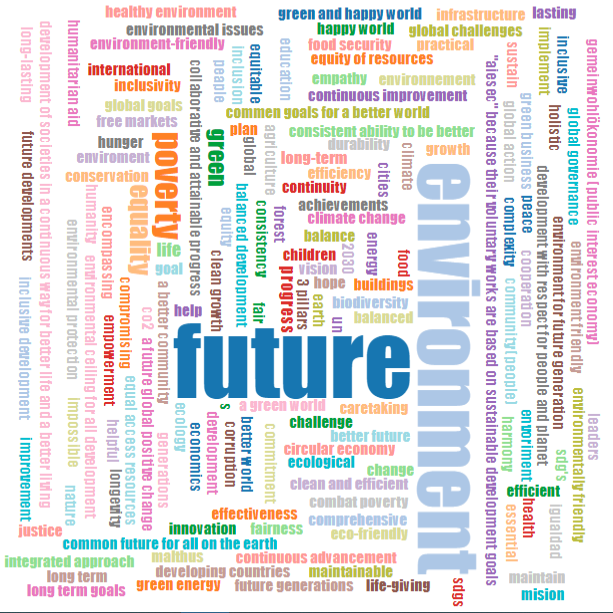 healthy environment
green and happy world
infrastructure
lasting
environmental issues
happy world
global challenges
environment-friendly
food security
practical
international
equity of resources
inclusivity
empathy
environnement
global goals
continuous improvement
free markets
commen goals for a better world
hunger
plan
consistent ability to be better
enviroment
durability
conservation
long-term
growth
efficiency
continuity
achievements
climate change
life
balance
goal
children
vision
hope
buildings
3 pillars
biodiversity
help
balanced
future
environment
a green world
caretaking
challenge
better future
circular economy
ecological
change
clean and efficient
combat poverty
effectiveness
comprehensive
innovation
fairness
eco-friendly
justice
common future for all on the earth
integrated approach
malthus
continuous advancement
long term
developing countries
maintainable
long term goals
green energy
future generations
life-giving
efficient
maintain
mision
long-lasting
development of societies in a continuous way for better life and a better living
humanitarian aid
collaborative and attainable progress
people
inclusion
equitable
education
sustain
implement
inclusive
gemeinwohlökonomie (public interest economy)
"aiesec" because their voluntary works are based on sustainable development goals
global action
green business
peace
holistic
global governance
future developments
poverty
green
global
agriculture
climate
cities
equality
humanity
encompassing
environmental protection
environmental ceiling for all development
compromising
a better community
equity
balanced development
consistency
forest
clean growth
fair
progress
2030
energy
food
earth
un
complexity
cooperation
development with respect for people and planet
environment for future generation
environment friendly
community (people)
inclusive development
co2
a future global positive change
empowerment
equal access resources
generations
impossible
helpful
longevity
nature
improvement
ecology
economics
development
s
corruption
better world
commitment
harmony
envoriment
sdg's
environmentally friendly
leaders
essential
health
igualdad
sdgs